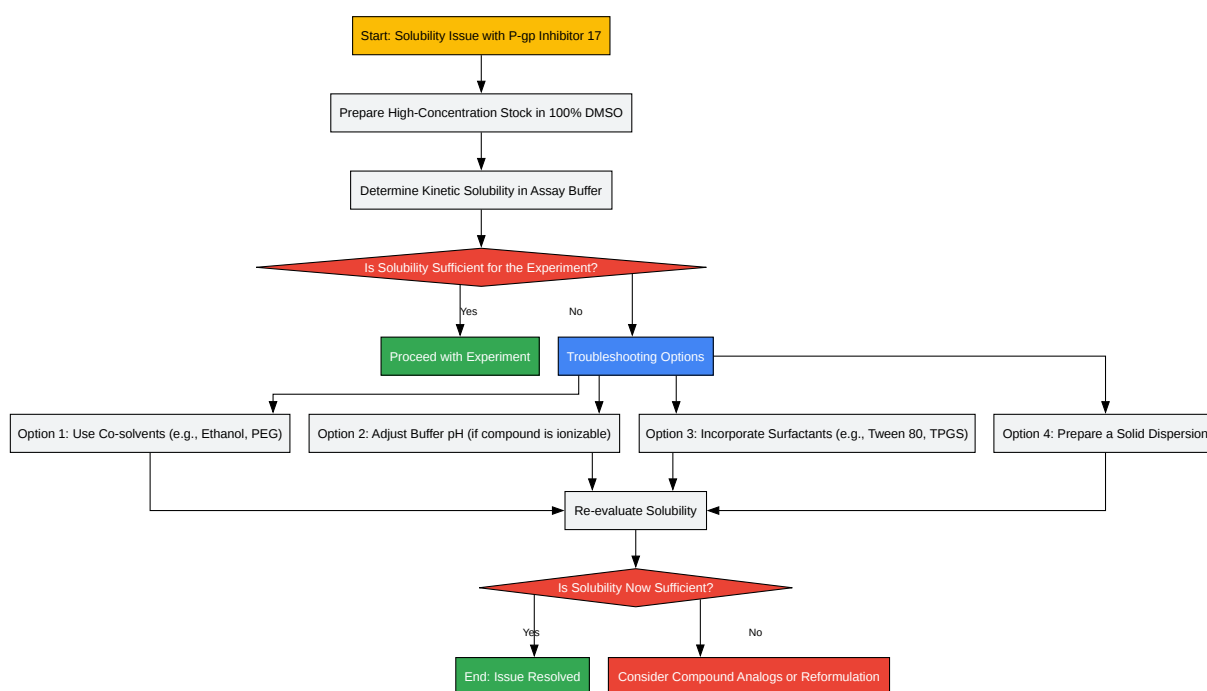 Start: Solubility Issue with P-gp Inhibitor 17
Prepare High-Concentration Stock in 100% DMSO
Determine Kinetic Solubility in Assay Buffer
Is Solubility Sufficient for the Experiment?
Yes
No
Proceed with Experiment
Troubleshooting Options
Option 1: Use Co-solvents (e.g., Ethanol, PEG)
Option 2: Adjust Buffer pH (if compound is ionizable)
Option 3: Incorporate Surfactants (e.g., Tween 80, TPGS)
Option 4: Prepare a Solid Dispersion
Re-evaluate Solubility
Is Solubility Now Sufficient?
Yes
No
End: Issue Resolved
Consider Compound Analogs or Reformulation